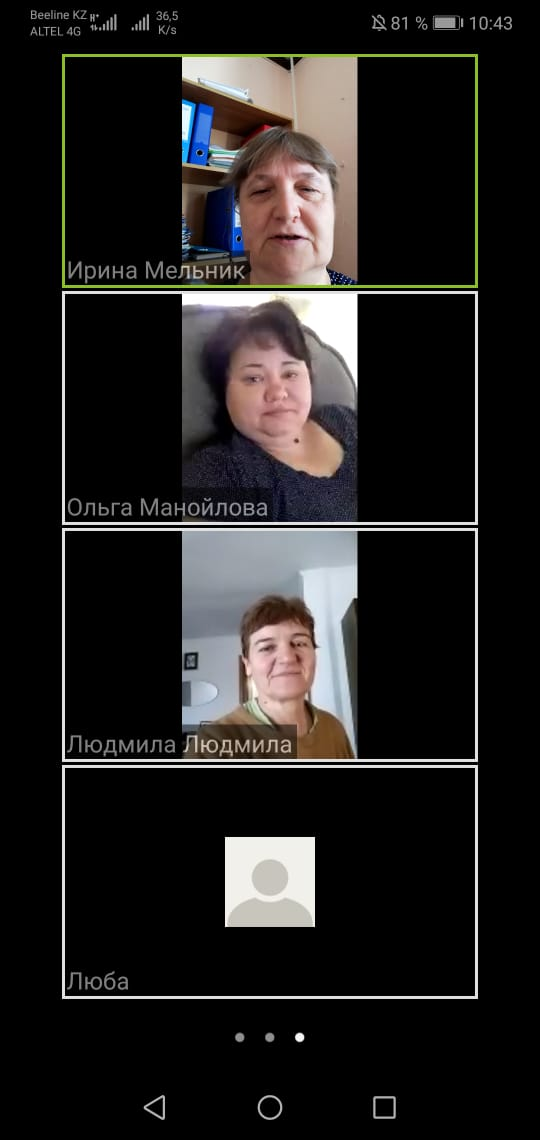 Beeline KZ
ALTEL 4G
36,5
K/s
81 %
10:43
Ирина Мельник
Ольга Манойлова
Людмила Людмила
Люба